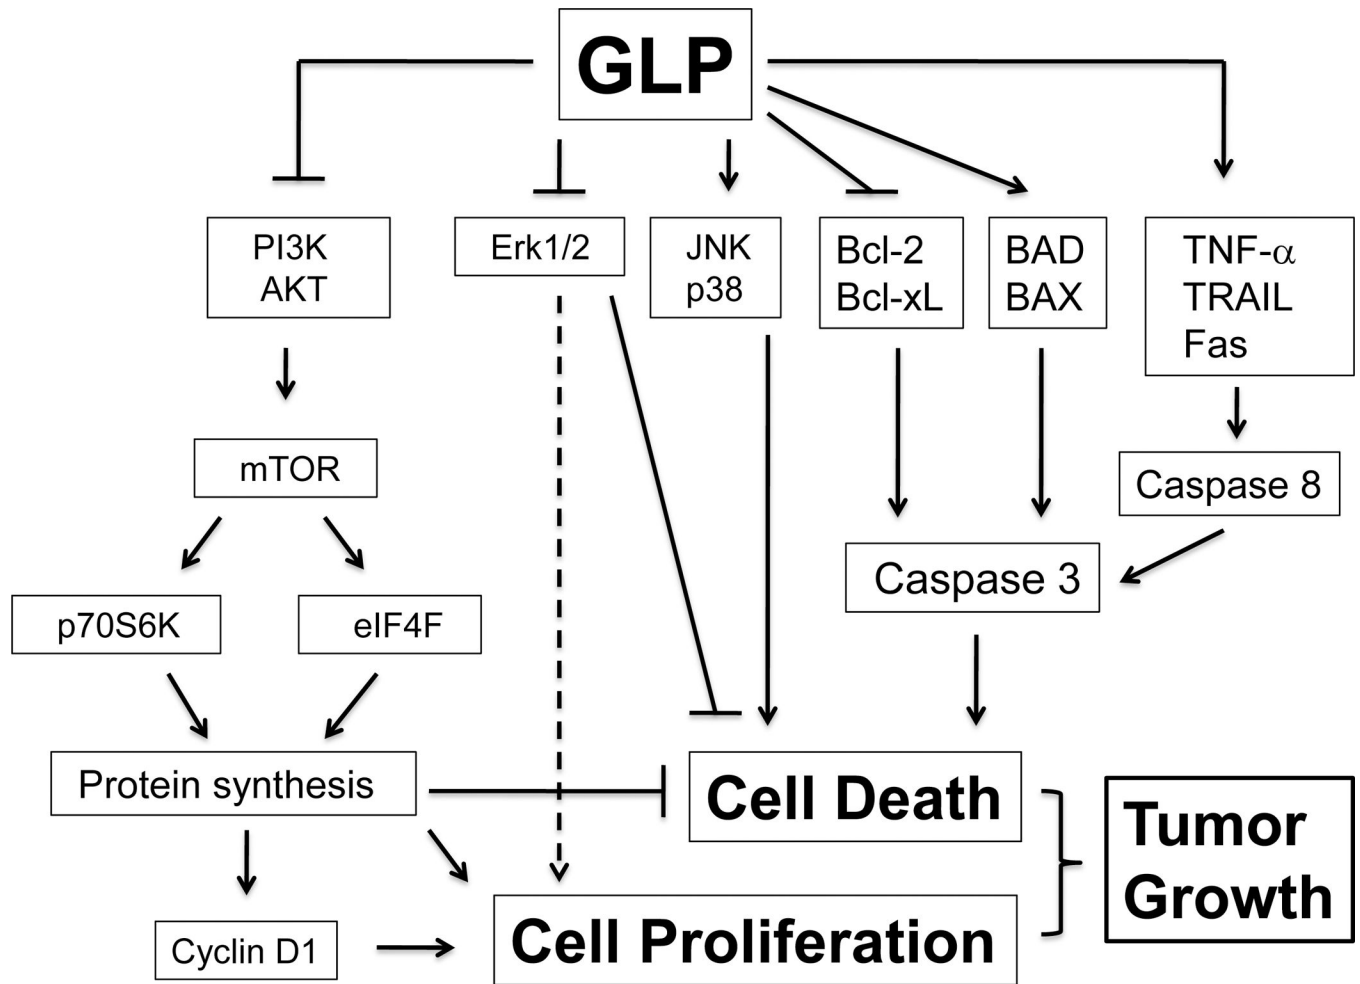 GLP
PI3K
AKT
Erk1/2
JNK
p38
Bcl-2
Bcl-xL
BAD
BAX
TNF-α
TRAIL
Fas
mTOR
Caspase 8
Caspase 3
p70S6K
eIF4F
Protein synthesis
Cell Death
Tumor
Growth
Cyclin D1
Cell Proliferation